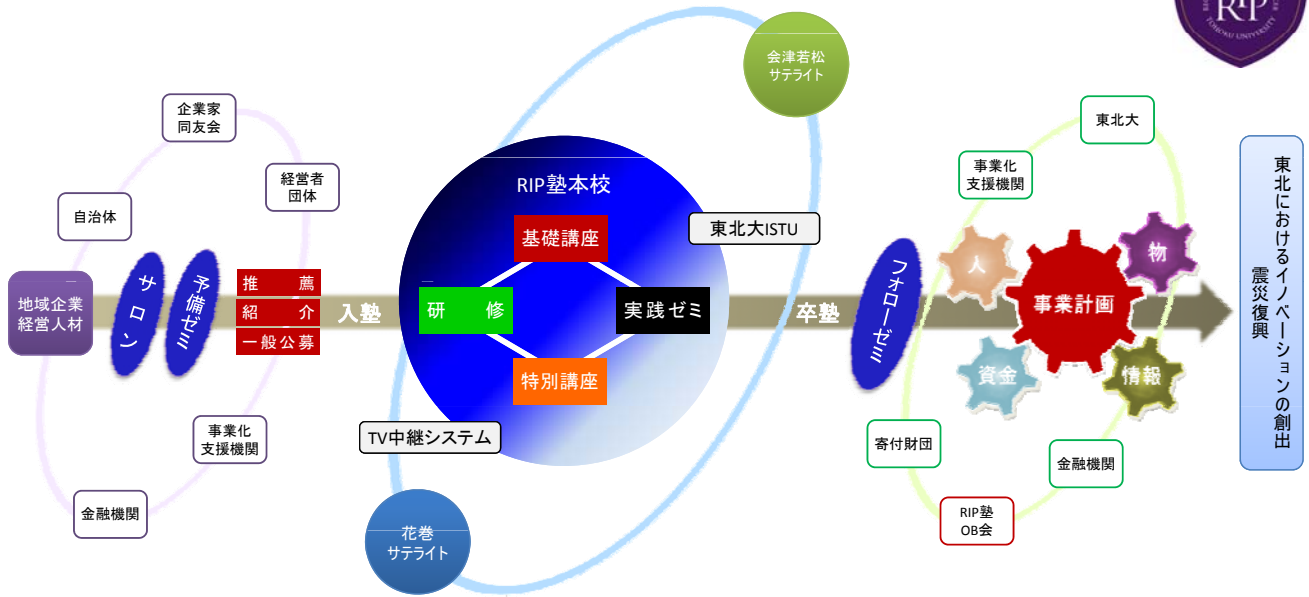 RIP
TOHOKU UNIVERSITY
企業家
同友会
経営者
団体
自治体
地域企業
経営人材
サロン
予備ゼミ
推　薦
紹　介
一般公募
事業化
支援機関
金融機関
入塾
RIP塾本校
基礎講座
研　修
実践ゼミ
特別講座
東北大ISTU
TV中継システム
会津若松
サテライト
花巻
サテライト
卒塾
フォローゼミ
東北大
事業化
支援機関
人
物
事業計画
資金
情報
寄付財団
金融機関
RIP塾
OB会
東北におけるイノベーションの創出
震災復興